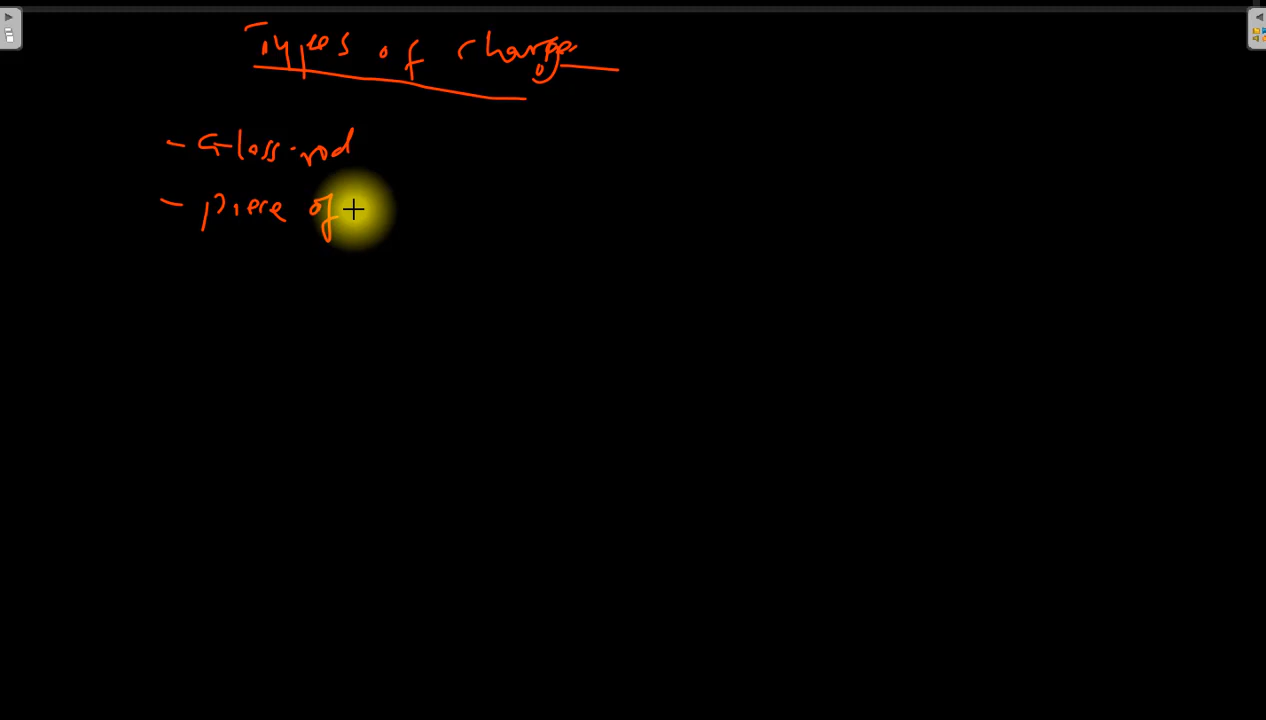 Types of charge
- Glass-rod
- piece of